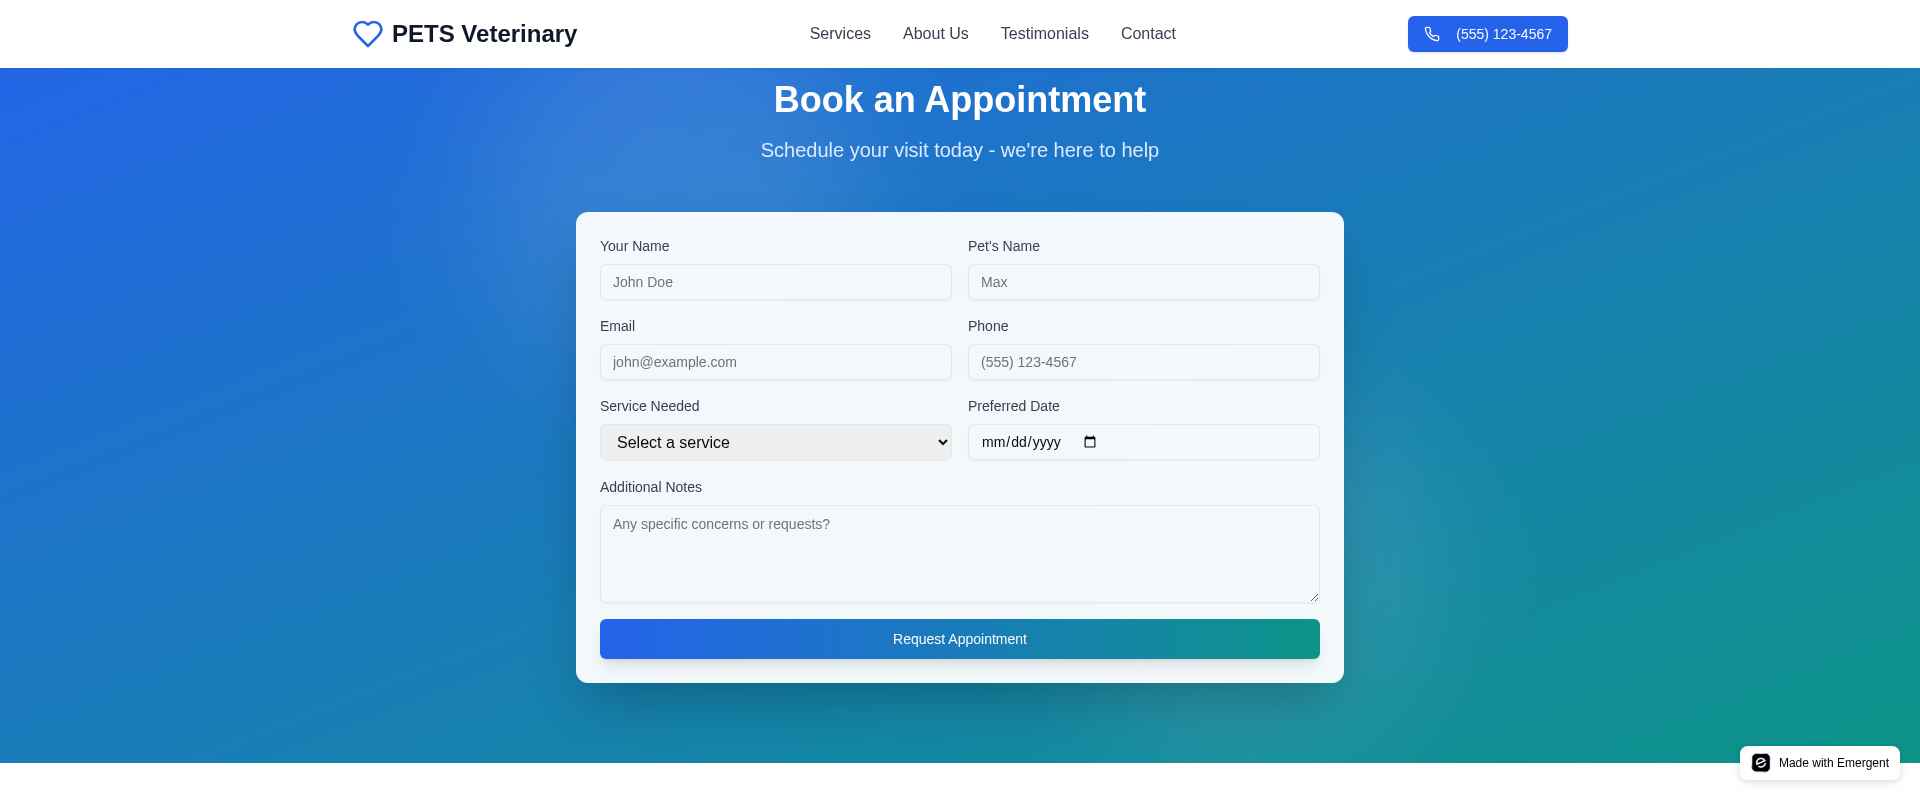 PETS Veterinary
Services
About Us
Testimonials
Contact
(555) 123-4567
Book an Appointment
Schedule your visit today - we're here to help
Your Name
Pet's Name
John Doe
Max
Email
Phone
john@example.com
(555) 123-4567
Service Needed
Preferred Date
Select a service
mm/dd/yyyy
Additional Notes
Any specific concerns or requests?
Request Appointment
Made with Emergent